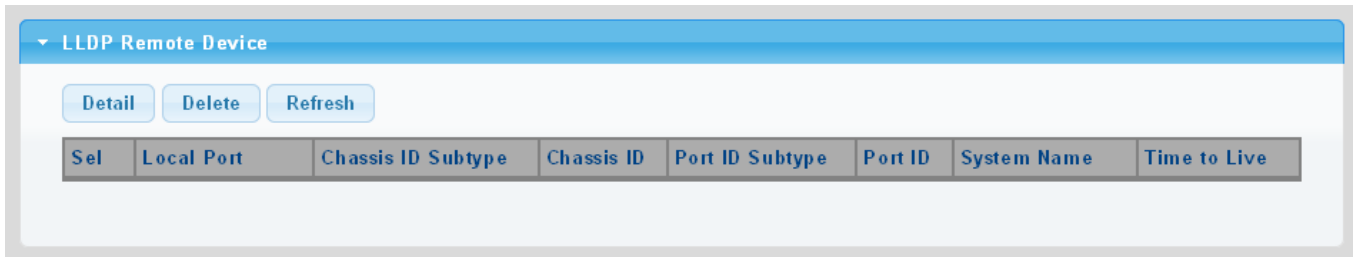 LLDP Remote Device
Detail Delete Refresh
Sel Local Port Chassis ID Subtype Chassis ID Port ID Subtype Port ID System Name Time to Live